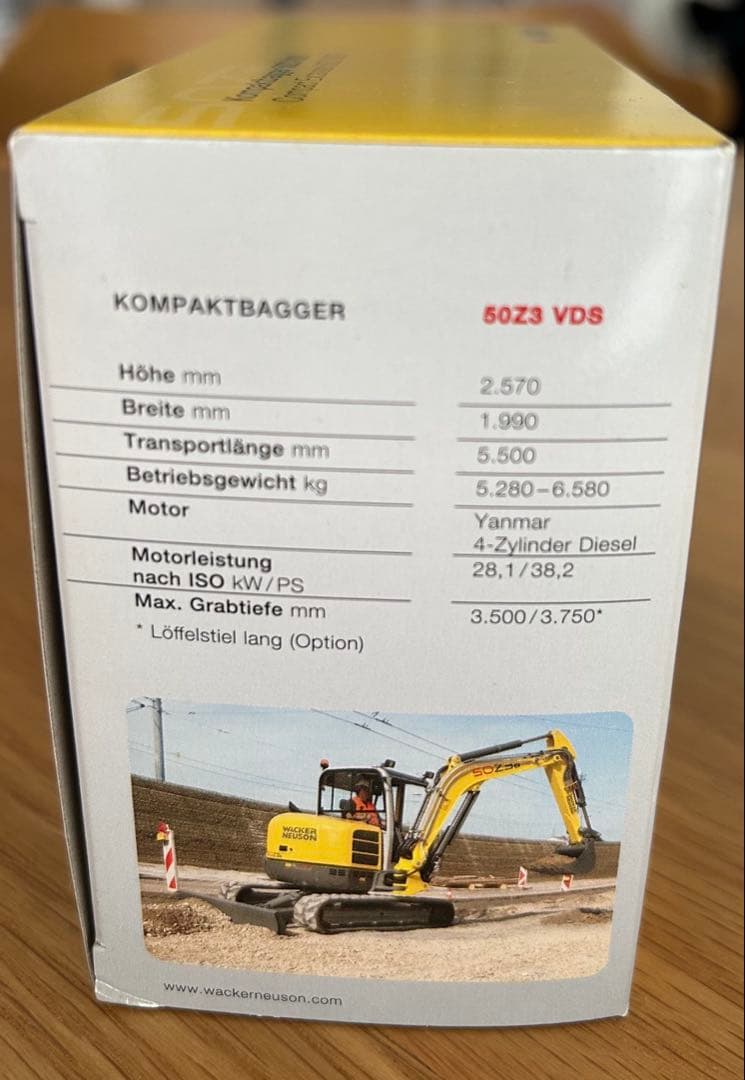 Kompaktbagger
KOMPAKTBAGGER 50Z3 VDS
Höhe mm 2.570
Breite mm 1.990
Transportlänge mm 5.500
Betriebsgewicht kg 5.280–6.580
Motor Yanmar
4-Zylinder Diesel
Motorleistung
nach ISO kW/PS 28,1/38,2
Max. Grabtiefe mm 3.500/3.750*
* Löffelstiel lang (Option)
50Z3
WACKER
NEUSON
www.wackerneuson.com